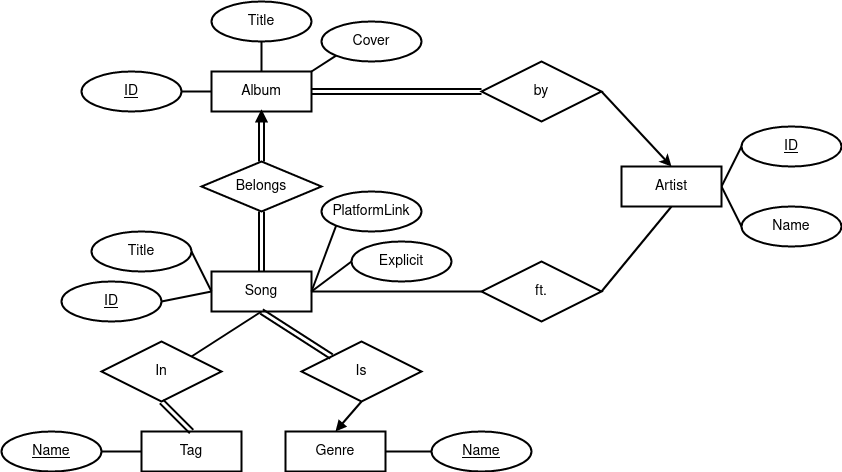 Title
Cover
ID
Album
by
ID
Artist
Belongs
PlatformLink
Name
Title
Explicit
ID
Song
ft.
In
Is
Name
Tag
Genre
Name